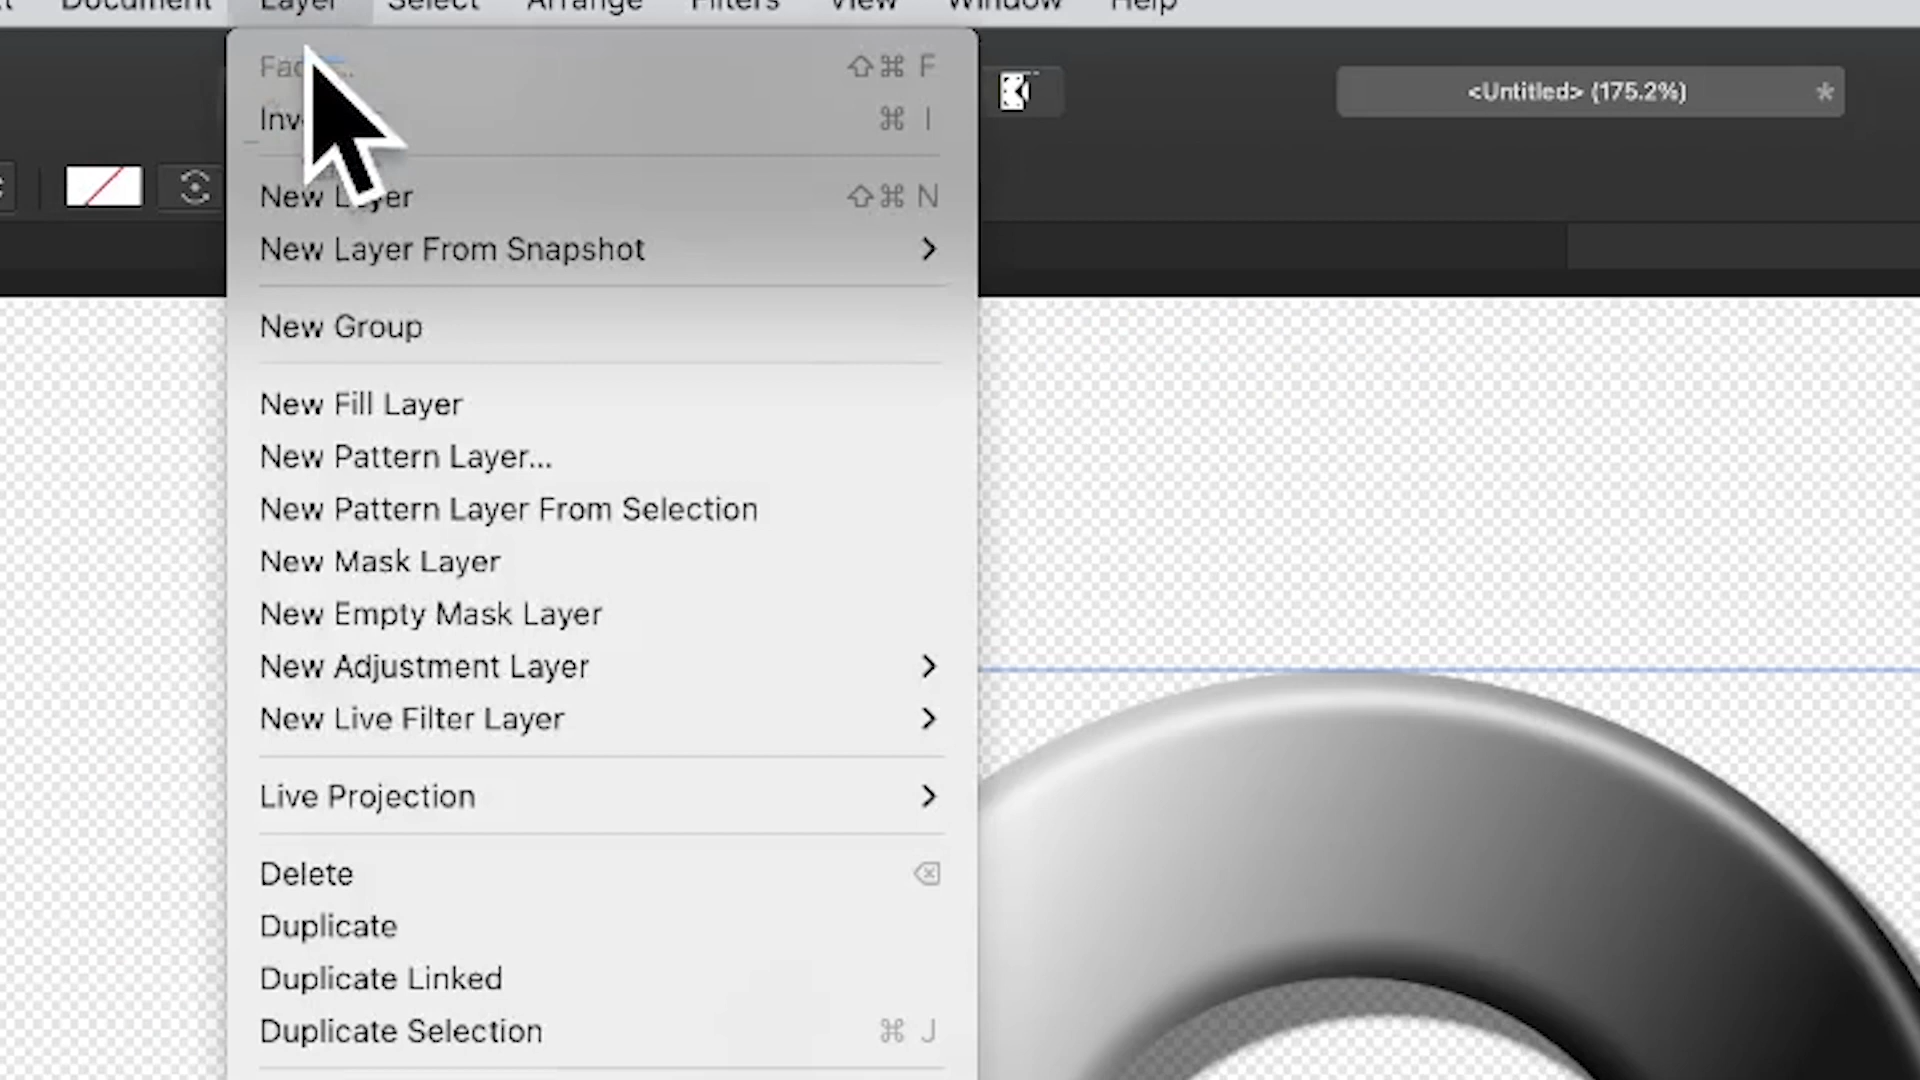 Document Layer Select Arrange Filters View Window Help
<Untitled> (175.2%) *
⇧⌘ F
⌘ I
New Layer ⇧⌘ N
New Layer From Snapshot
New Group
New Fill Layer
New Pattern Layer...
New Pattern Layer From Selection
New Mask Layer
New Empty Mask Layer
New Adjustment Layer
New Live Filter Layer
Live Projection
Delete
Duplicate
Duplicate Linked
Duplicate Selection ⌘ J